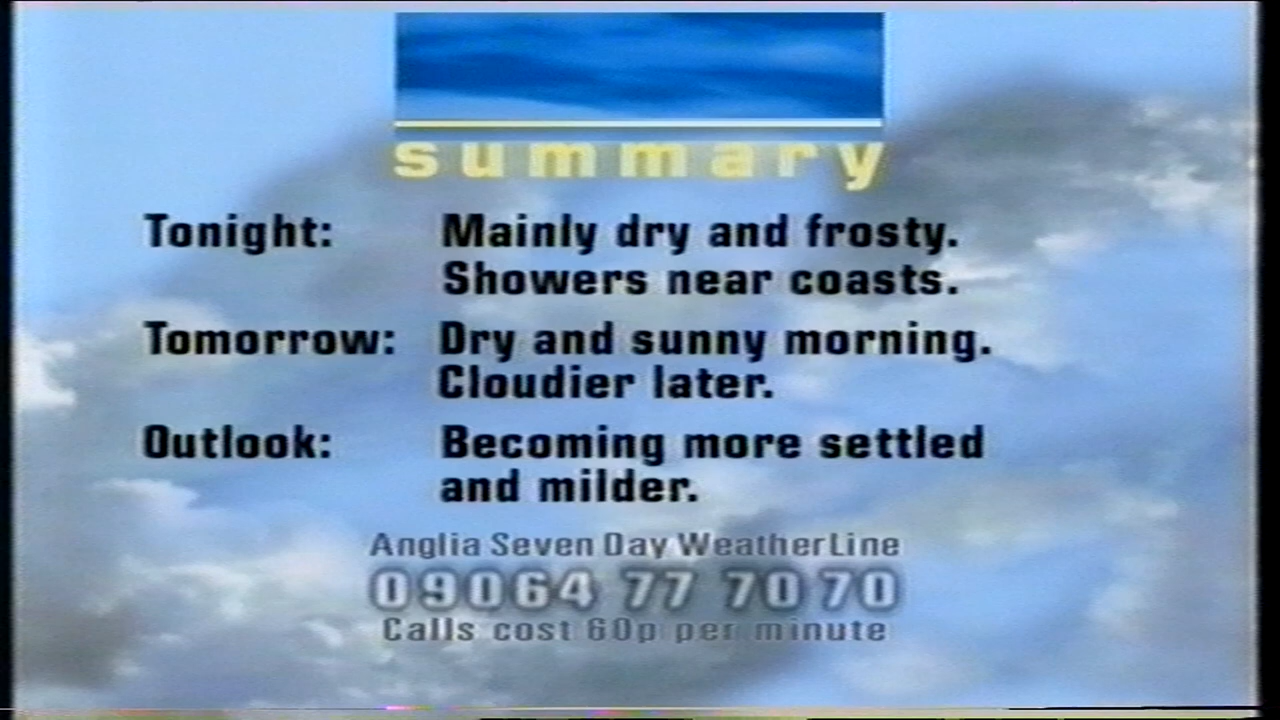 summary
Tonight: Mainly dry and frosty.
Showers near coasts.
Tomorrow: Dry and sunny morning.
Cloudier later.
Outlook: Becoming more settled
and milder.
Anglia Seven Day WeatherLine
09064 77 70 70
Calls cost 60p per minute